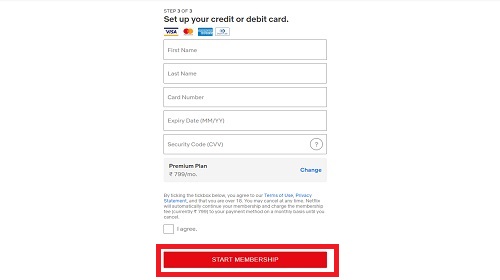 STEP 3 OF 3
Set up your credit or debit card.
VISA
First Name
Last Name
Card Number
Expiry Date (MM/YY)
Security Code (CVV) ?
Premium Plan
₹ 799/mo. Change
By ticking the tickbox below, you agree to our Terms of Use, Privacy
Statement, and that you are over 18. You may cancel at any time. Netflix
will automatically continue your membership and charge the membership
fee (currently ₹ 799) to your payment method on a monthly basis until you
cancel.
I agree.
START MEMBERSHIP